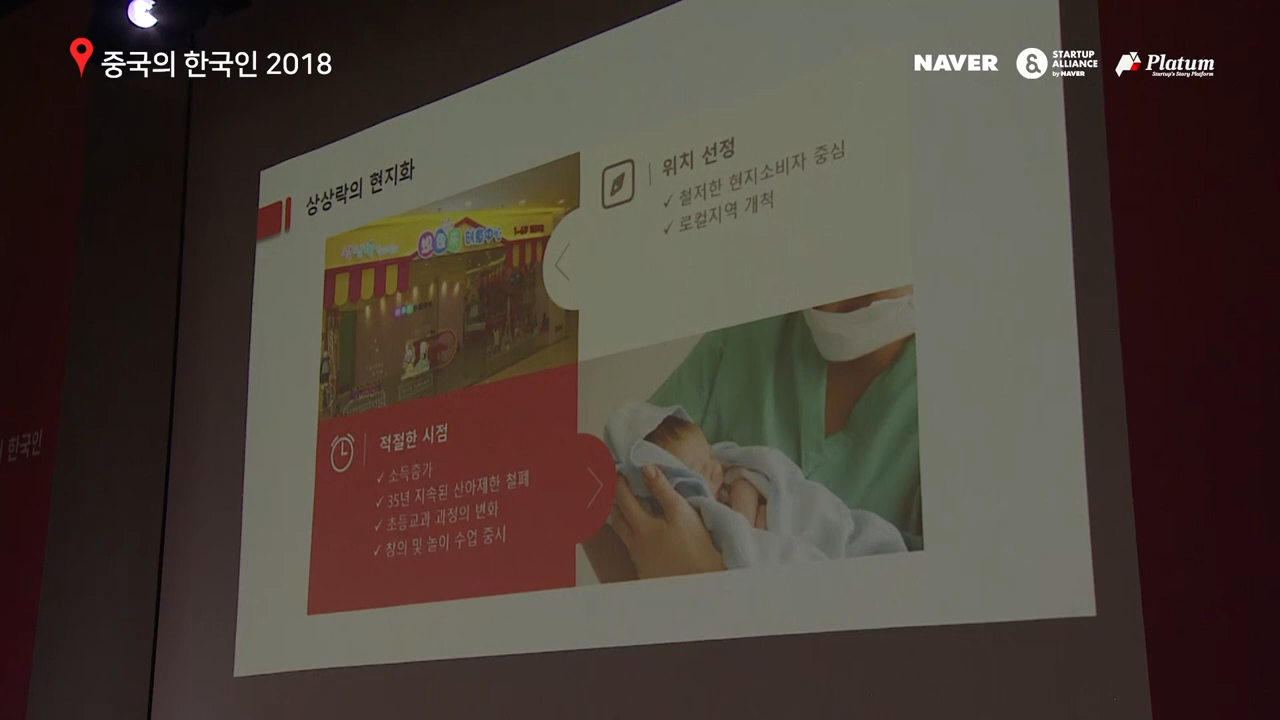 중국의 한국인 2018
NAVER
&
STARTUP
ALLIANCE
by NAVER
Platum
Startup's Story Platform
상상락의 현지화
위치 선정
✓ 철저한 현지소비자 중심
✓ 로컬지역 개척
적절한 시점
✓ 소득증가
✓ 35년 지속된 산아제한 철폐
✓ 초등교과 과정의 변화
✓ 창의 및 놀이 수업 중시
한국인